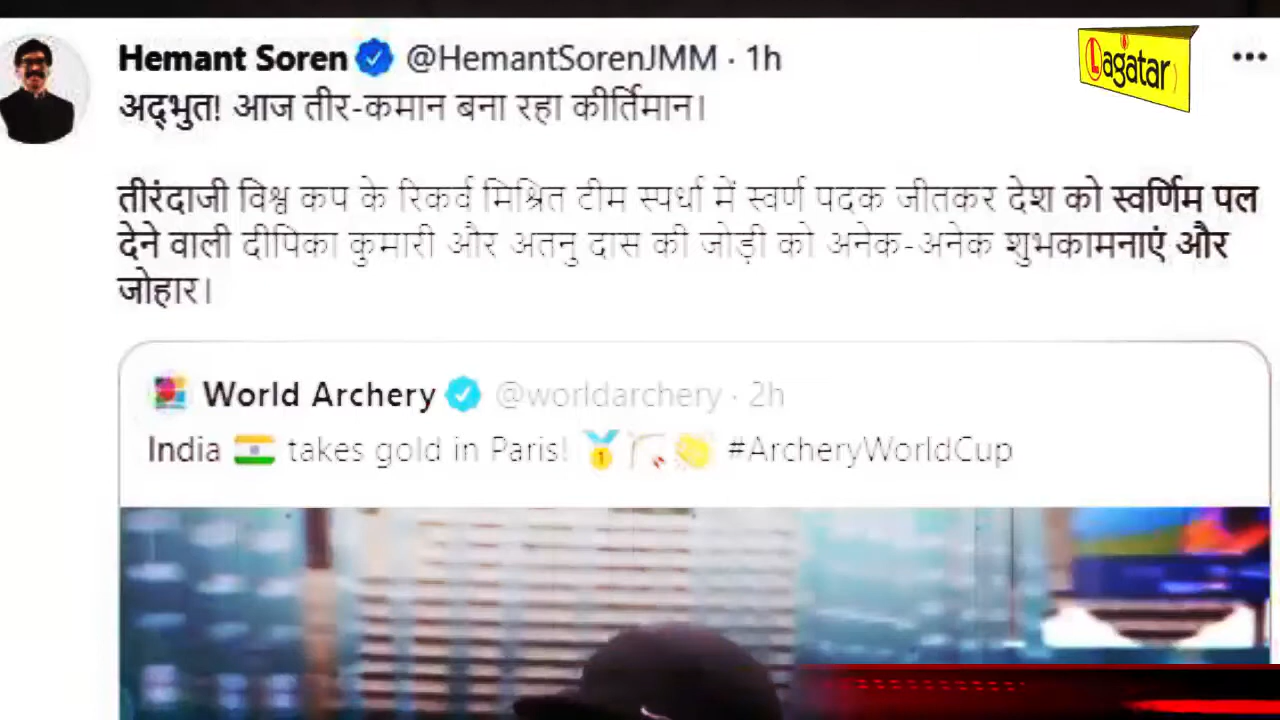 Hemant Soren @HemantSorenJMM · 1h
Lagatar
अद्भुत! आज तीर-कमान बना रहा कीर्तिमान।
तीरंदाजी विश्व कप के रिकर्व मिश्रित टीम स्पर्धा में स्वर्ण पदक जीतकर देश को स्वर्णिम पल
देने वाली दीपिका कुमारी और अतनु दास की जोड़ी को अनेक-अनेक शुभकामनाएं और
जोहार।
World Archery @worldarchery · 2h
India 🇮🇳 takes gold in Paris! 🥇🏹👏 #ArcheryWorldCup